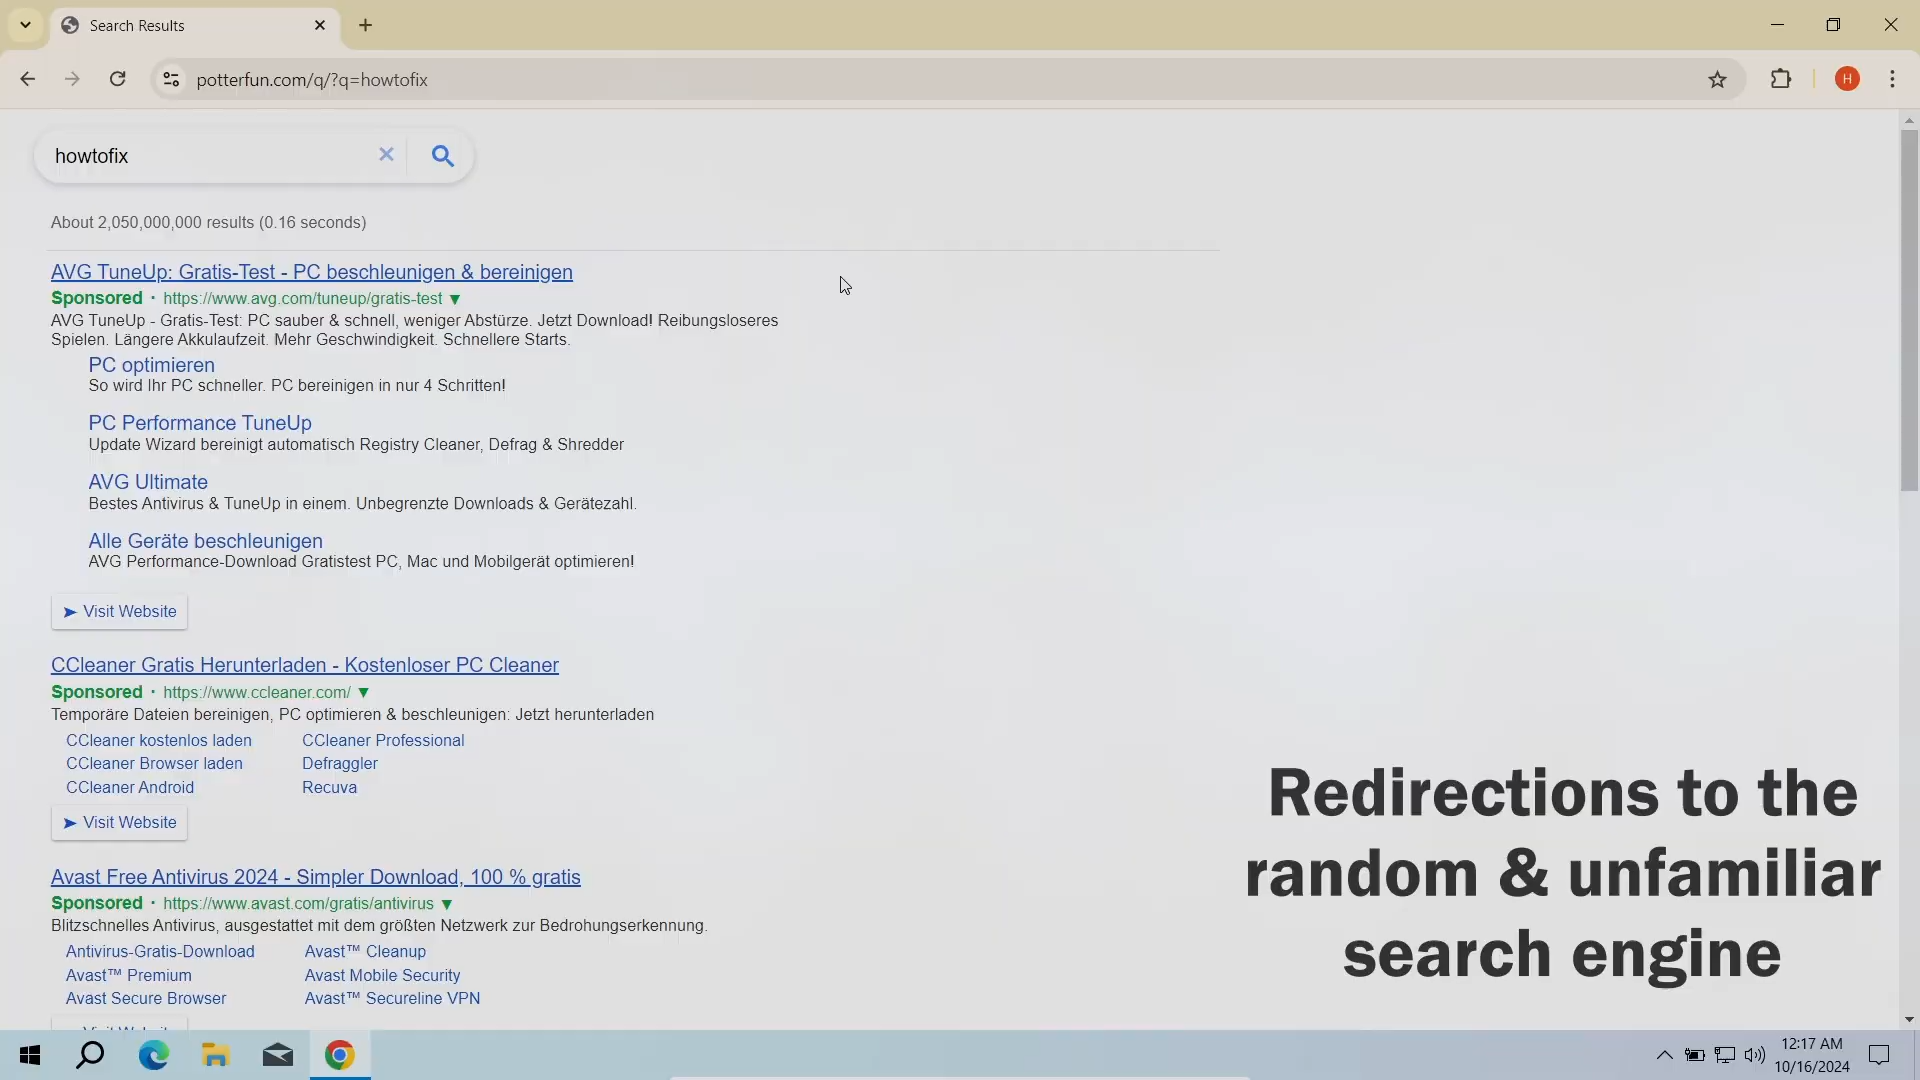 Search Results
potterfun.com/q/?q=howtofix
H
howtofix
About 2,050,000,000 results (0.16 seconds)
AVG TuneUp: Gratis-Test - PC beschleunigen & bereinigen
Sponsored · https://www.avg.com/tuneup/gratis-test ▼
AVG TuneUp - Gratis-Test: PC sauber & schnell, weniger Abstürze. Jetzt Download! Reibungsloseres
Spielen. Längere Akkulaufzeit. Mehr Geschwindigkeit. Schnellere Starts.
PC optimieren
So wird Ihr PC schneller. PC bereinigen in nur 4 Schritten!
PC Performance TuneUp
Update Wizard bereinigt automatisch Registry Cleaner, Defrag & Shredder
AVG Ultimate
Bestes Antivirus & TuneUp in einem. Unbegrenzte Downloads & Gerätezahl.
Alle Geräte beschleunigen
AVG Performance-Download Gratistest PC, Mac und Mobilgerät optimieren!
➤ Visit Website
CCleaner Gratis Herunterladen - Kostenloser PC Cleaner
Sponsored · https://www.ccleaner.com/ ▼
Temporäre Dateien bereinigen, PC optimieren & beschleunigen: Jetzt herunterladen
CCleaner kostenlos laden CCleaner Professional
CCleaner Browser laden Defraggler
CCleaner Android Recuva
➤ Visit Website
Avast Free Antivirus 2024 - Simpler Download, 100 % gratis
Sponsored · https://www.avast.com/gratis/antivirus ▼
Blitzschnelles Antivirus, ausgestattet mit dem größten Netzwerk zur Bedrohungserkennung.
Antivirus-Gratis-Download Avast™ Cleanup
Avast™ Premium Avast Mobile Security
Avast Secure Browser Avast™ Secureline VPN
Redirections to the
random & unfamiliar
search engine
12:17 AM
10/16/2024